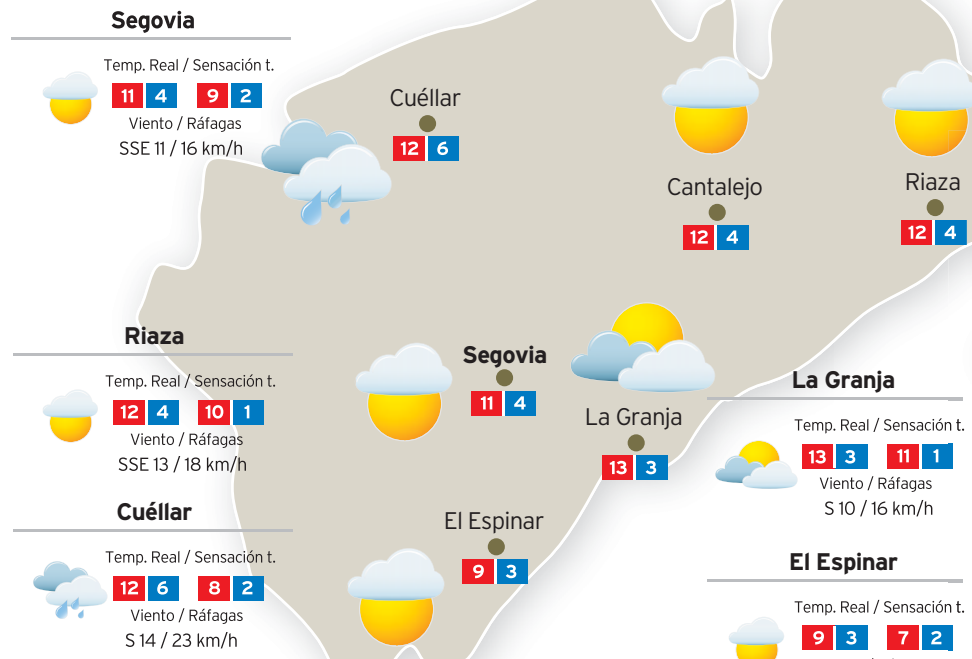 Segovia
Temp. Real / Sensación t.
11 4 9 2
Viento / Ráfagas
SSE 11 / 16 km/h
Cuéllar
12 6
Cantalejo
12 4
Riaza
12 4
Riaza
Temp. Real / Sensación t.
12 4 10 1
Viento / Ráfagas
SSE 13 / 18 km/h
Segovia
11 4
La Granja
13 3
La Granja
Temp. Real / Sensación t.
13 3 11 1
Viento / Ráfagas
S 10 / 16 km/h
Cuéllar
Temp. Real / Sensación t.
12 6 8 2
Viento / Ráfagas
S 14 / 23 km/h
El Espinar
9 3
El Espinar
Temp. Real / Sensación t.
9 3 7 2